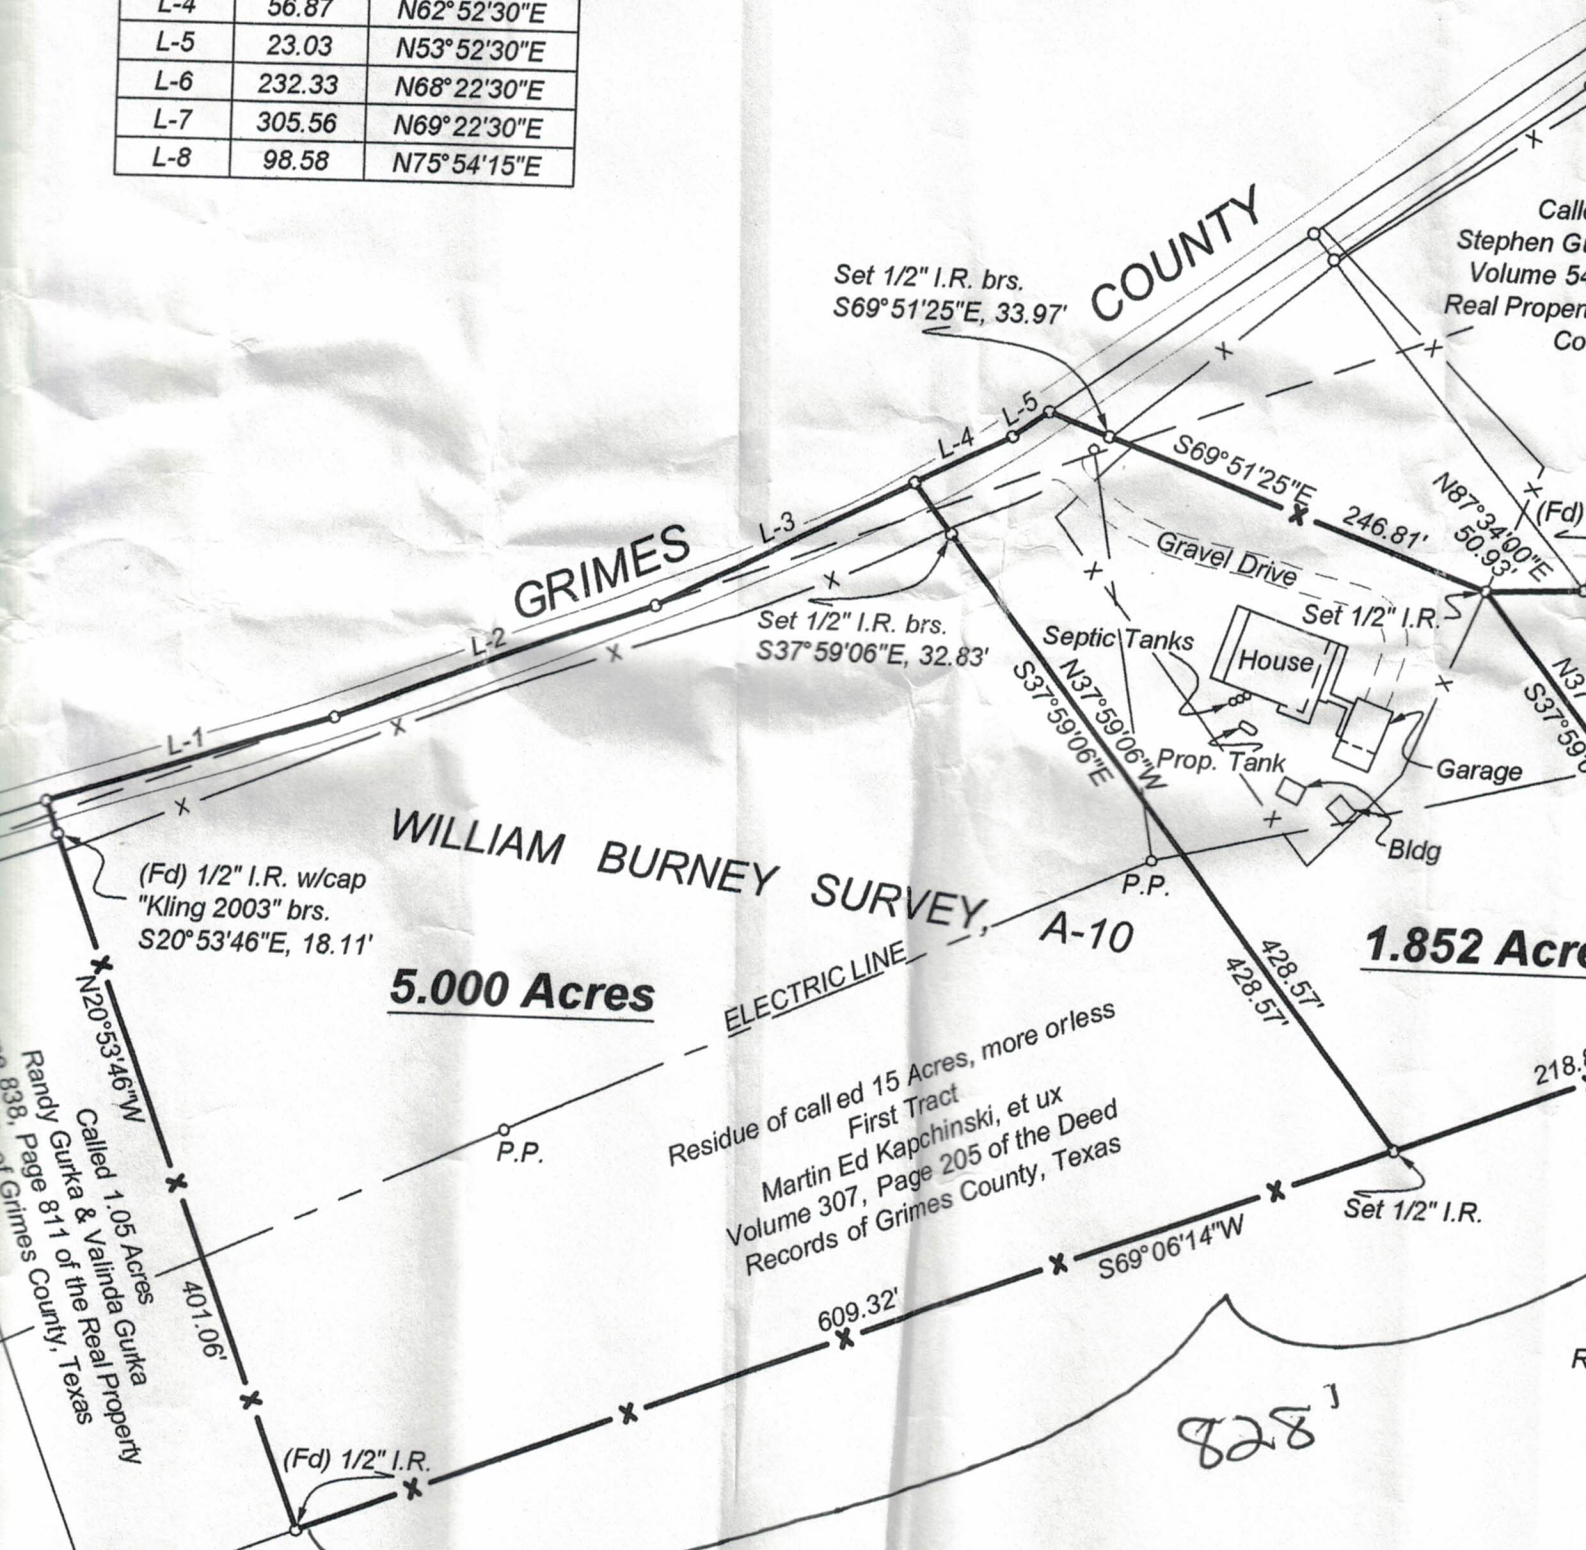 L-4 56.87 N62°52'30"E
L-5 23.03 N53°52'30"E
L-6 232.33 N68°22'30"E
L-7 305.56 N69°22'30"E
L-8 98.58 N75°54'15"E
Set 1/2" I.R. brs.
S69°51'25"E, 33.97'
COUNTY
Stephen
Volume
L-5
L-4
S69°51'25"E
246.81'
N87°34'00"E
50.93'
(Fd)
L-3
GRIMES
Gravel Drive
Set 1/2" I.R.
Set 1/2" I.R. brs.
S37°59'06"E, 32.83'
Septic Tanks
House
L-2
N37°59'06"W
S37°59'06"E
Prop. Tank
Garage
L-1
Bldg
WILLIAM BURNEY SURVEY,
A-10
P.P.
(Fd) 1/2" I.R. w/cap
"Kling 2003" brs.
S20°53'46"E, 18.11'
5.000 Acres
1.852
ELECTRIC LINE
428.57'
428.57'
N20°53'46"W
Residue of call ed 15 Acres, more orless
First Tract
Martin Ed Kapchinski, et ux
Volume 307, Page 205 of the Deed
Records of Grimes County, Texas
P.P.
Called 1.05 Acres
Randy Gurka & Valinda Gurka
838, Page 811 of the Real Property
of Grimes County, Texas
401.06'
Set 1/2" I.R.
S69°06'14"W
609.32'
828'
(Fd) 1/2" I.R.